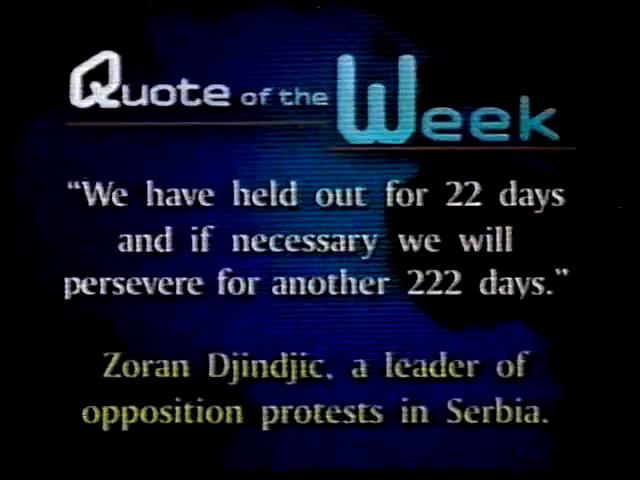 Quote of the Week
“We have held out for 22 days
and if necessary we will
persevere for another 222 days.”
Zoran Djindjic, a leader of
opposition protests in Serbia.